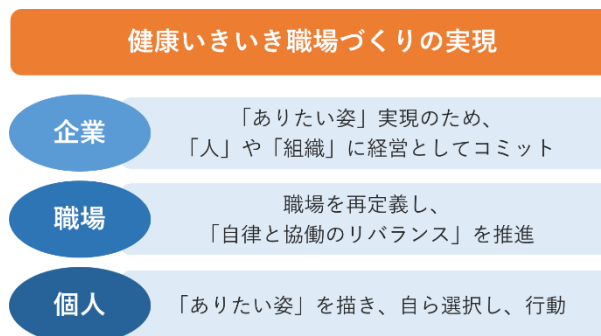 健康いきいき職場づくりの実現
企業
「ありたい姿」実現のため、
「人」や「組織」に経営としてコミット
職場
職場を再定義し、
「自律と協働のリバランス」を推進
個人
「ありたい姿」を描き、自ら選択し、行動